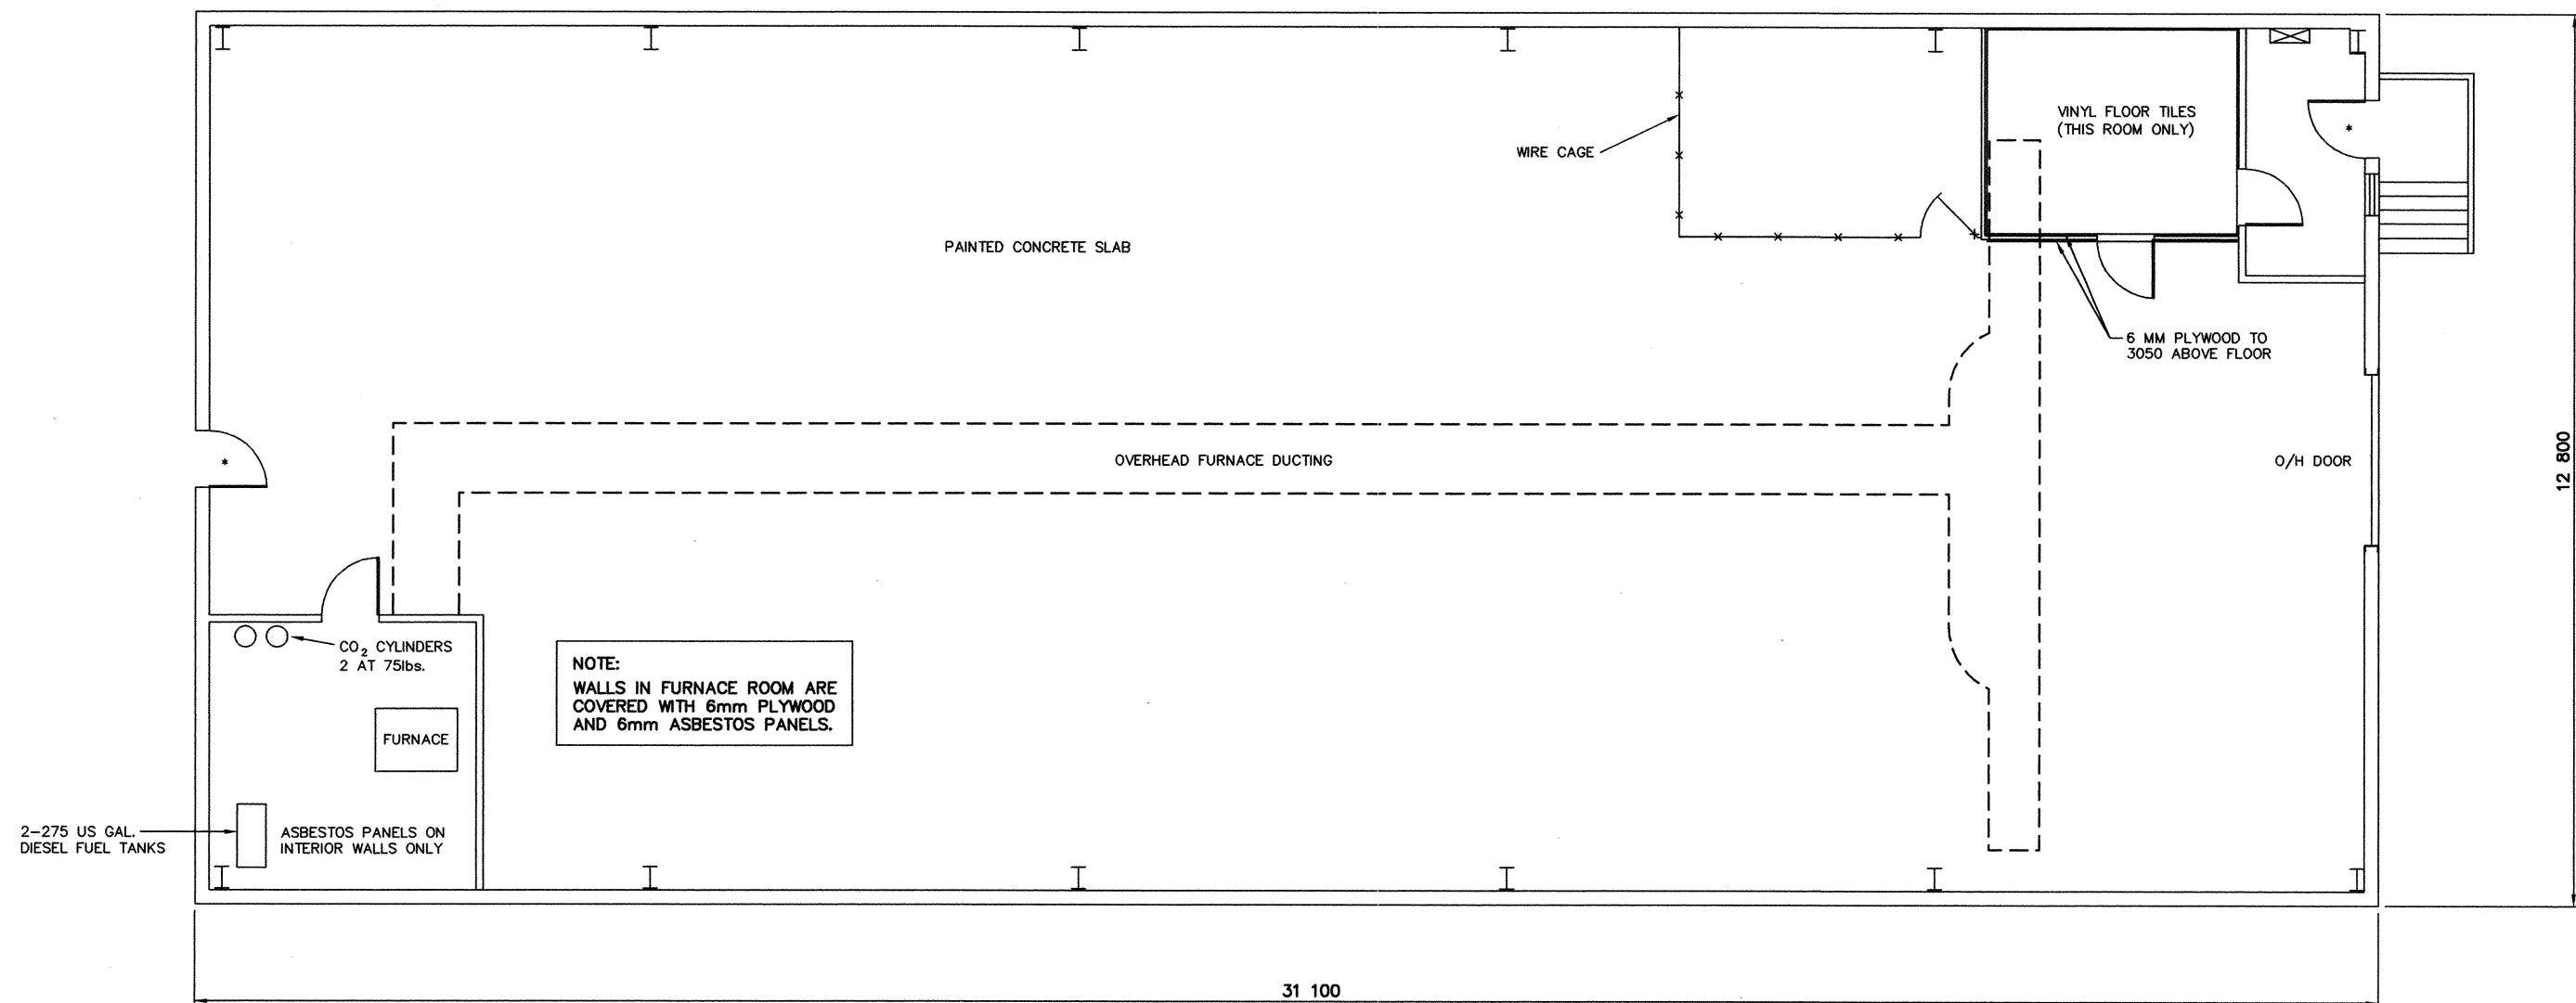 VINYL FLOOR TILES
(THIS ROOM ONLY)
WIRE CAGE
PAINTED CONCRETE SLAB
6 MM PLYWOOD TO
3050 ABOVE FLOOR
OVERHEAD FURNACE DUCTING
O/H DOOR
12 800
CO₂ CYLINDERS
2 AT 75lbs.
NOTE:
WALLS IN FURNACE ROOM ARE
COVERED WITH 6mm PLYWOOD
AND 6mm ASBESTOS PANELS.
FURNACE
2-275 US GAL.
DIESEL FUEL TANKS
ASBESTOS PANELS ON
INTERIOR WALLS ONLY
31 100